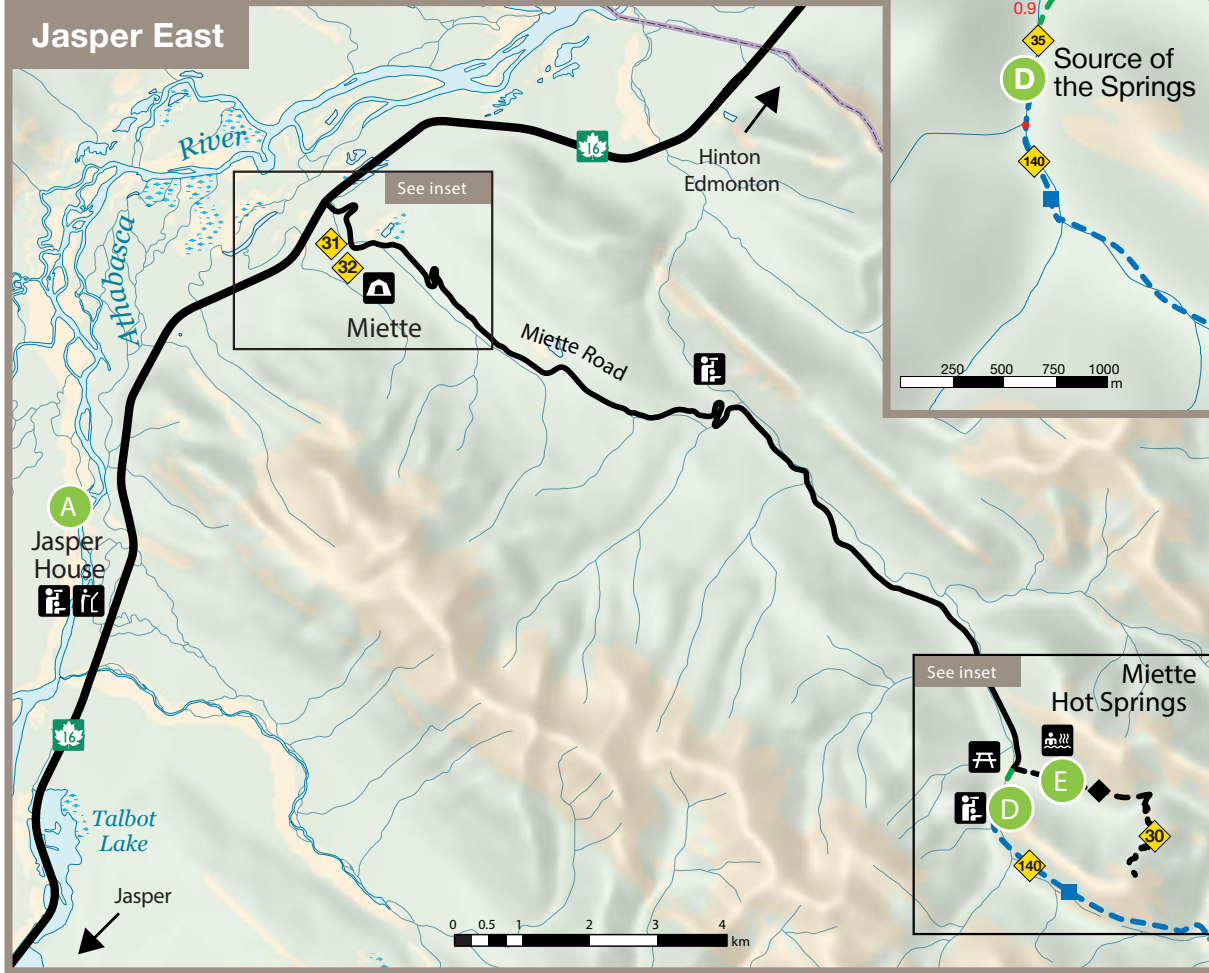 Jasper East
0.9
35
D
Source of
the Springs
140
250 500 750 1000
m
River
Athabasca
16
Hinton
Edmonton
See inset
31
32
Miette
Miette Road
A
Jasper
House
16
Talbot
Lake
Jasper
0 0.5 1 2 3 4
km
See inset
Miette
Hot Springs
E
D
30
140